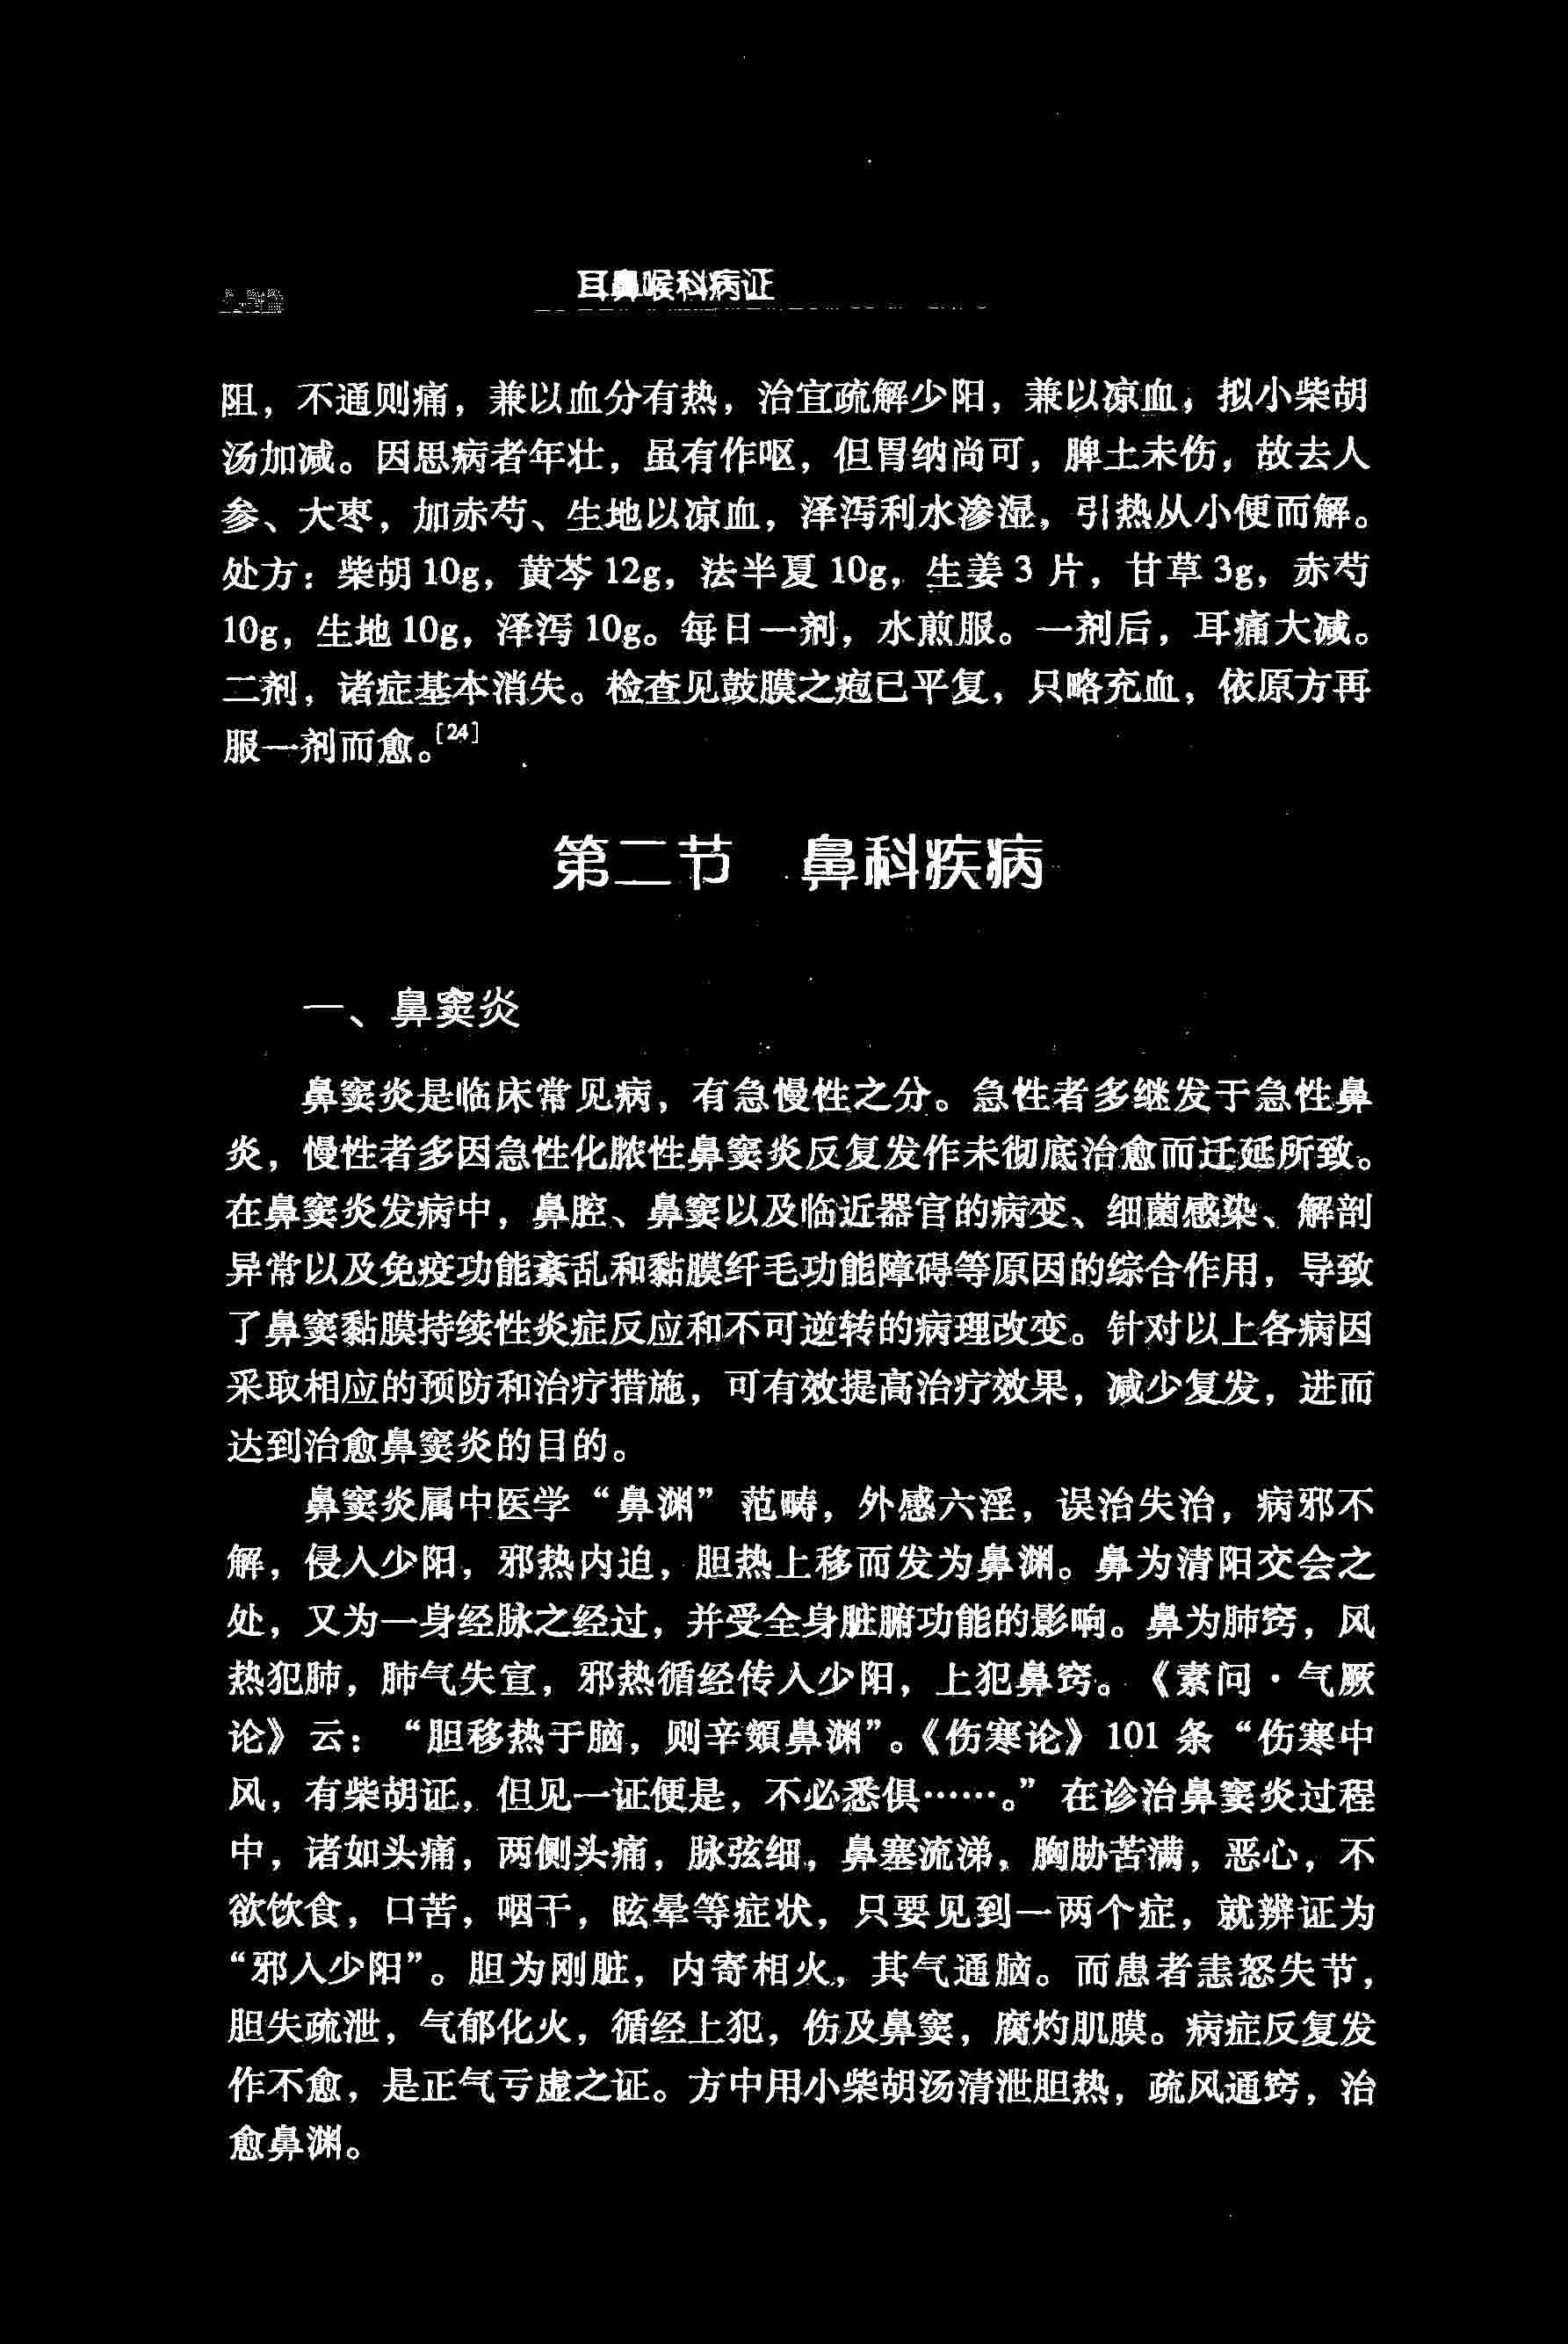 耳鼻喉科病证
阻，不通则痛，兼以血分有热，治宜疏解少阳，兼以凉血，拟小柴胡
汤加减。因思病者年壮，虽有作呕，但胃纳尚可，脾土未伤，故去人
参、大枣，加赤芍、生地以凉血，泽泻利水渗湿，引热从小便而解。
处方：柴胡 10g，黄芩 12g，法半夏 10g，生姜 3 片，甘草 3g，赤芍
10g，生地 10g，泽泻 10g。每日一剂，水煎服。一剂后，耳痛大减。
二剂，诸症基本消失。检查见鼓膜之疱已平复，只略充血，依原方再
服一剂而愈。[24]
第二节 鼻科疾病
一、鼻窦炎
鼻窦炎是临床常见病，有急慢性之分。急性者多继发于急性鼻
炎，慢性者多因急性化脓性鼻窦炎反复发作未彻底治愈而迁延所致。
在鼻窦炎发病中，鼻腔、鼻窦以及临近器官的病变、细菌感染、解剖
异常以及免疫功能紊乱和黏膜纤毛功能障碍等原因的综合作用，导致
了鼻窦黏膜持续性炎症反应和不可逆转的病理改变。针对以上各病因
采取相应的预防和治疗措施，可有效提高治疗效果，减少复发，进而
达到治愈鼻窦炎的目的。
鼻窦炎属中医学“鼻渊”范畴，外感六淫，误治失治，病邪不
解，侵入少阳，邪热内迫，胆热上移而发为鼻渊。鼻为清阳交会之
处，又为一身经脉之经过，并受全身脏腑功能的影响。鼻为肺窍，风
热犯肺，肺气失宣，邪热循经传入少阳，上犯鼻窍。《素问·气厥
论》云：“胆移热于脑，则辛頞鼻渊”。《伤寒论》101 条“伤寒中
风，有柴胡证，但见一证便是，不必悉俱……。”在诊治鼻窦炎过程
中，诸如头痛，两侧头痛，脉弦细，鼻塞流涕，胸胁苦满，恶心，不
欲饮食，口苦，咽干，眩晕等症状，只要见到一两个症，就辨证为
“邪入少阳”。胆为刚脏，内寄相火，其气通脑。而患者恚怒失节，
胆失疏泄，气郁化火，循经上犯，伤及鼻窦，腐灼肌膜。病症反复发
作不愈，是正气亏虚之证。方中用小柴胡汤清泄胆热，疏风通窍，治
愈鼻渊。